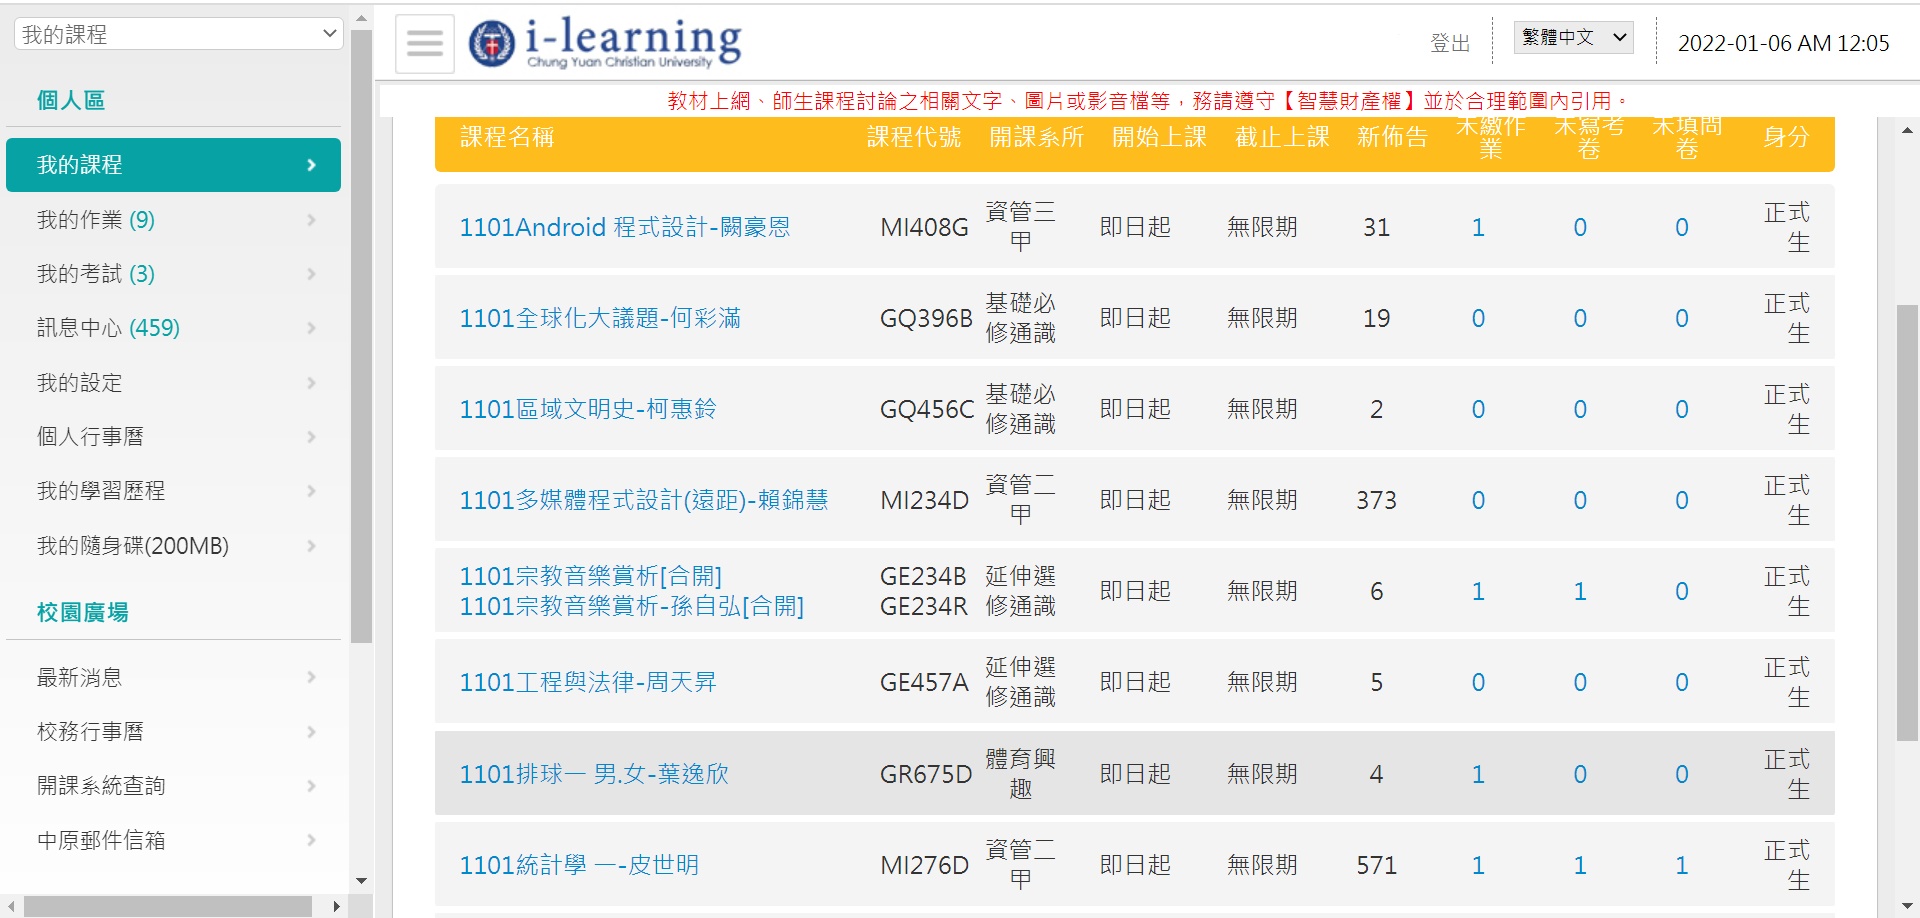 我的課程
i-learning
Chung Yuan Christian University
登出
繁體中文
2022-01-06 AM 12:05
教材上網、師生課程討論之相關文字、圖片或影音檔等，務請遵守【智慧財產權】並於合理範圍內引用。
個人區
我的課程
我的作業 (9)
我的考試 (3)
訊息中心 (459)
我的設定
個人行事曆
我的學習歷程
我的隨身碟(200MB)
校園廣場
最新消息
校務行事曆
開課系統查詢
中原郵件信箱
課程名稱 課程代號 開課系所 開始上課 截止上課 新佈告 未繳作業 未寫考卷 未填問卷 身分
1101Android 程式設計-闕豪恩 MI408G 資管三甲 即日起 無限期 31 1 0 0 正式生
1101全球化大議題-何彩滿 GQ396B 基礎必修通識 即日起 無限期 19 0 0 0 正式生
1101區域文明史-柯惠鈴 GQ456C 基礎必修通識 即日起 無限期 2 0 0 0 正式生
1101多媒體程式設計(遠距)-賴錦慧 MI234D 資管二甲 即日起 無限期 373 0 0 0 正式生
1101宗教音樂賞析[合開] GE234B 延伸選修通識 即日起 無限期 6 1 1 0 正式生
1101宗教音樂賞析-孫自弘[合開] GE234R
1101工程與法律-周天昇 GE457A 延伸選修通識 即日起 無限期 5 0 0 0 正式生
1101排球一 男.女-葉逸欣 GR675D 體育興趣 即日起 無限期 4 1 0 0 正式生
1101統計學 一-皮世明 MI276D 資管二甲 即日起 無限期 571 1 1 1 正式生